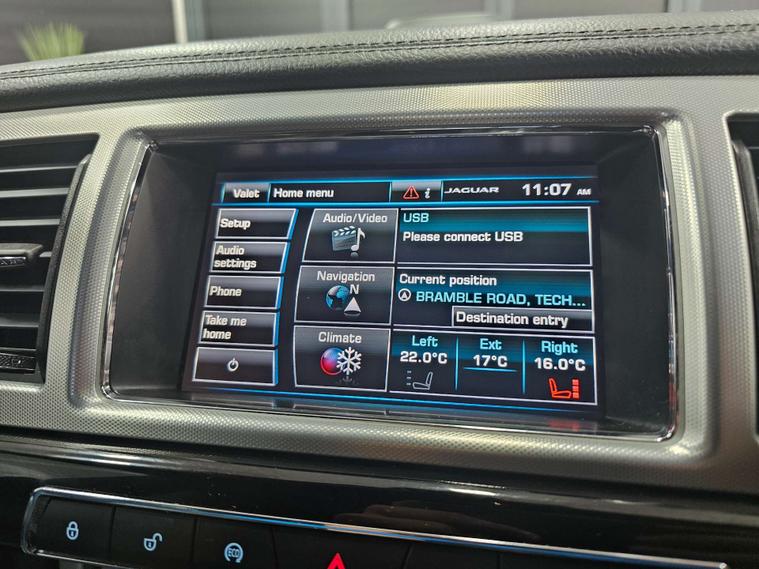 Valet
Home menu
i
JAGUAR
11:07 AM
Setup
Audio/Video
USB
Please connect USB
Audio
settings
Navigation
N
Current position
BRAMBLE ROAD, TECH...
Destination entry
Phone
Take me
home
Climate
Left
22.0°C
Ext
17°C
Right
16.0°C
ECO